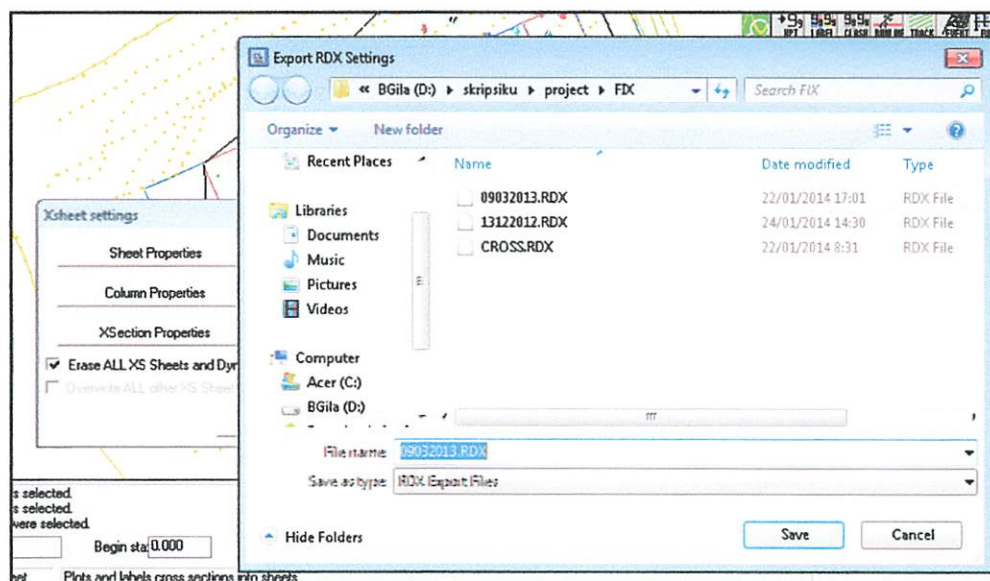 NPT LABEL CLASH TRACK EVENT
Export RDX Settings
« BGila (D:) ▸ skripsiku ▸ project ▸ FIX
Search FIX
Organize New folder
Recent Places
Name Date modified Type
09032013.RDX 22/01/2014 17:01 RDX File
13122012.RDX 24/01/2014 14:30 RDX File
CROSS.RDX 22/01/2014 8:31 RDX File
Libraries
Documents
Music
Pictures
Videos
Computer
Acer (C:)
BGila (D:)
Xsheet settings
Sheet Properties
Column Properties
XSection Properties
Erase ALL XS Sheets and Dyn
Overwrite ALL other XS Sheet
File name: 09032013.RDX
Save as type: RDX Export Files
Hide Folders
Save Cancel
s selected.
s selected.
were selected.
Begin sta: 0.000
eet Plots and labels cross sections into sheets